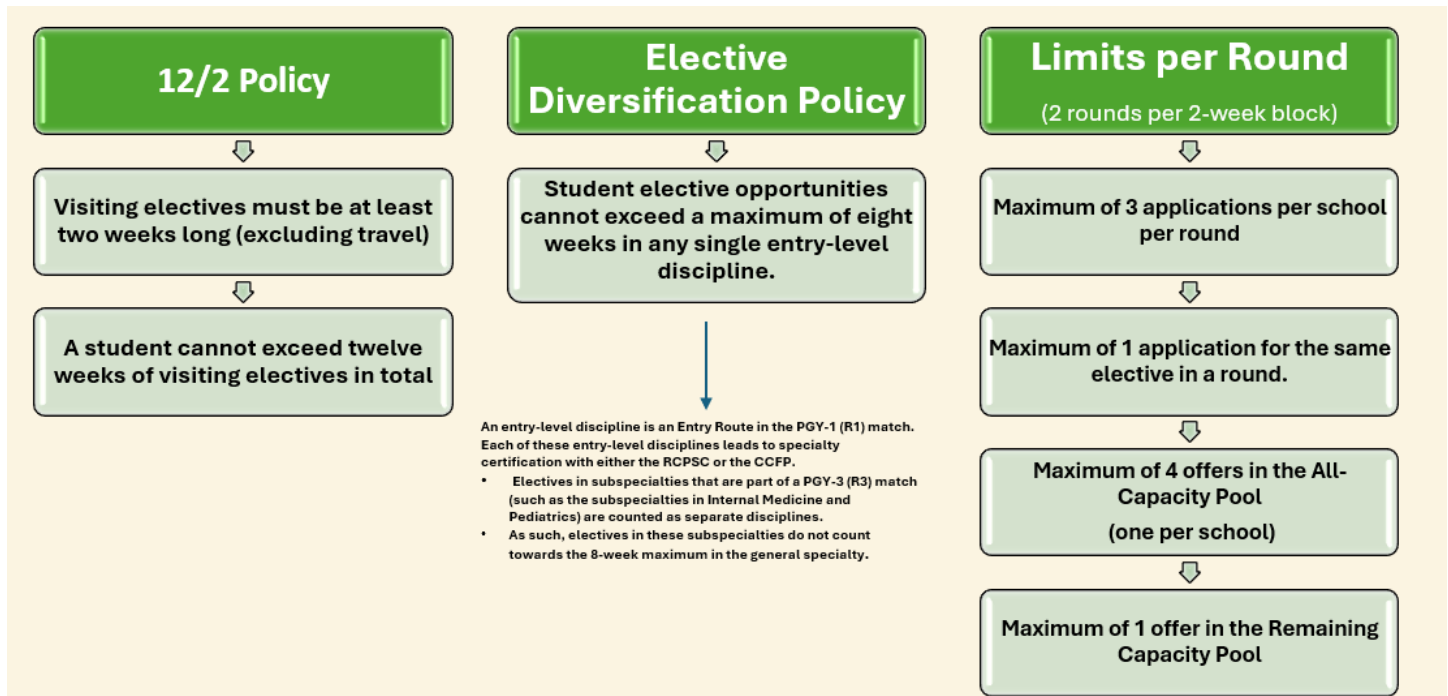 12/2 Policy
Visiting electives must be at least
two weeks long (excluding travel)
A student cannot exceed twelve
weeks of visiting electives in total
Elective
Diversification Policy
Student elective opportunities
cannot exceed a maximum of eight
weeks in any single entry-level
discipline.
An entry-level discipline is an Entry Route in the PGY-1 (R1) match.
Each of these entry-level disciplines leads to specialty
certification with either the RCPSC or the CCFP.
• Electives in subspecialties that are part of a PGY-3 (R3) match
(such as the subspecialties in Internal Medicine and
Pediatrics) are counted as separate disciplines.
• As such, electives in these subspecialties do not count
towards the 8-week maximum in the general specialty.
Limits per Round
(2 rounds per 2-week block)
Maximum of 3 applications per school
per round
Maximum of 1 application for the same
elective in a round.
Maximum of 4 offers in the All-
Capacity Pool
(one per school)
Maximum of 1 offer in the Remaining
Capacity Pool